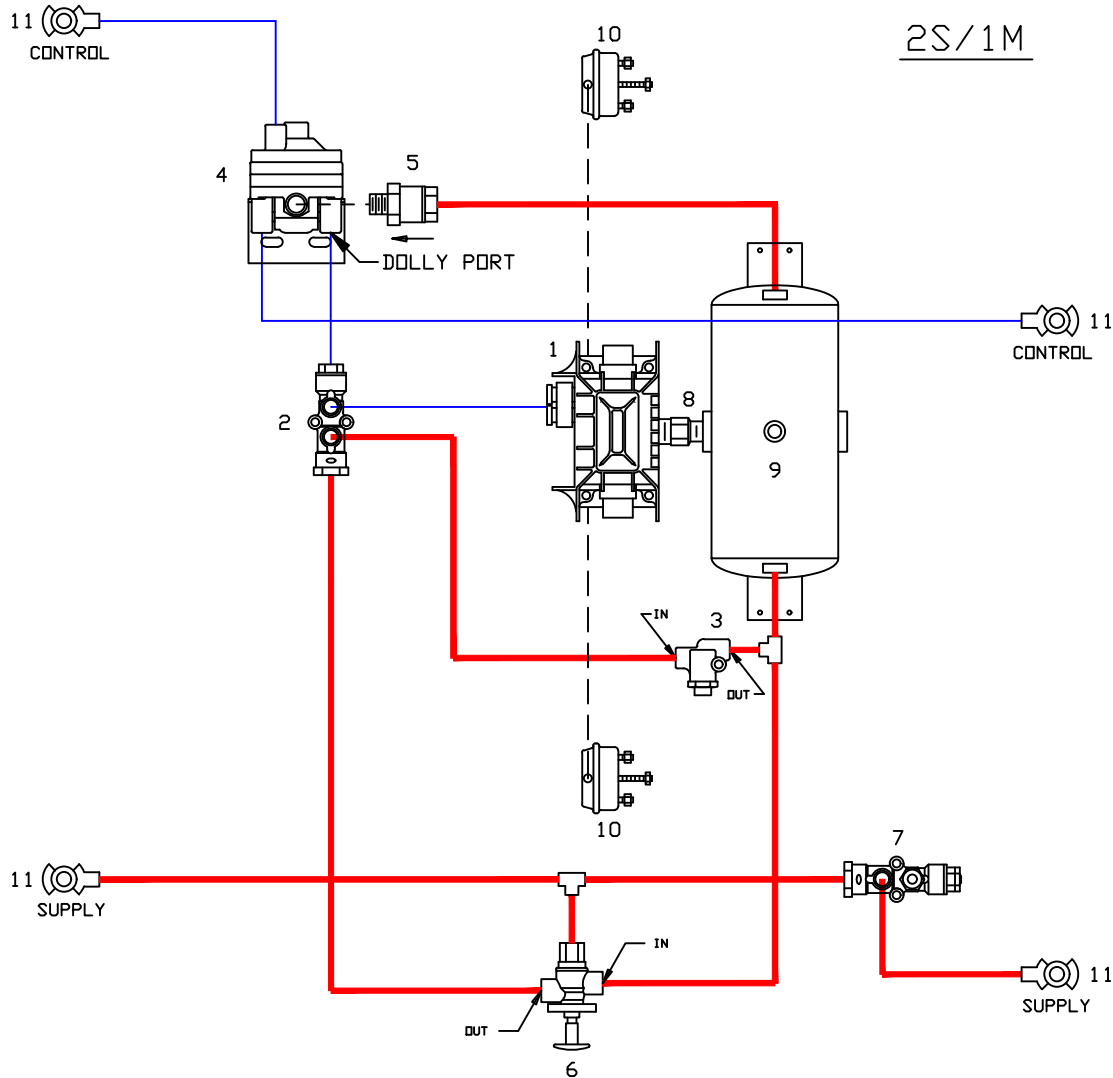 11
CONTROL
10
2S/1M
4
5
DOLLY PORT
11
CONTROL
1
2
8
9
IN
3
OUT
10
7
11
SUPPLY
IN
11
SUPPLY
OUT
6